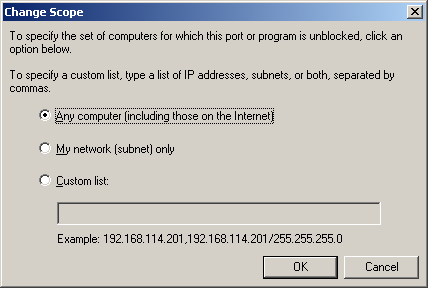 Change Scope
To specify the set of computers for which this port or program is unblocked, click an
option below.
To specify a custom list, type a list of IP addresses, subnets, or both, separated by
commas.
Any computer (including those on the Internet)
My network (subnet) only
Custom list:
Example: 192.168.114.201,192.168.114.201/255.255.255.0
OK Cancel